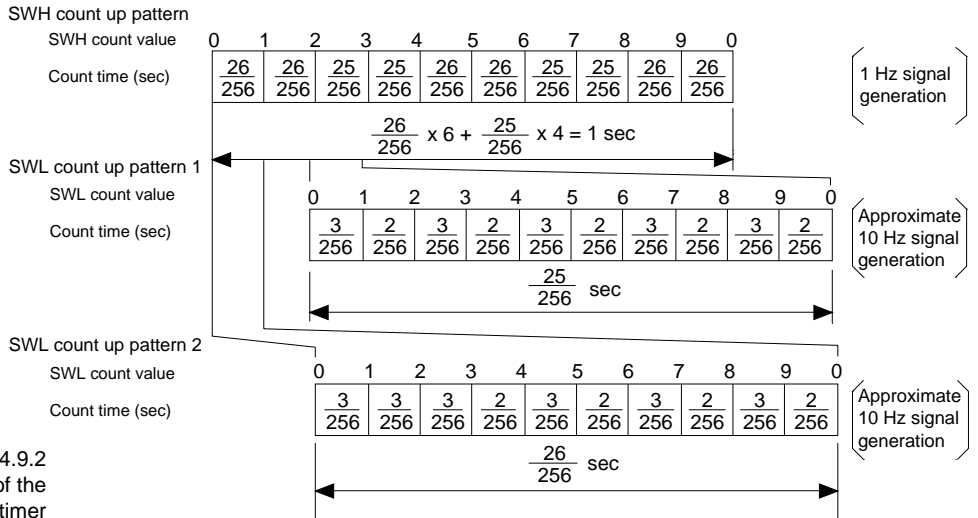 SWH count up pattern
SWH count value 0 1 2 3 4 5 6 7 8 9 0
Count time (sec) 26/256 26/256 25/256 25/256 26/256 26/256 25/256 25/256 26/256 26/256
1 Hz signal
generation
26/256 x 6 + 25/256 x 4 = 1 sec
SWL count up pattern 1
SWL count value 0 1 2 3 4 5 6 7 8 9 0
Count time (sec) 3/256 2/256 3/256 2/256 3/256 2/256 3/256 2/256 3/256 2/256
Approximate
10 Hz signal
generation
25/256 sec
SWL count up pattern 2
SWL count value 0 1 2 3 4 5 6 7 8 9 0
Count time (sec) 3/256 3/256 3/256 2/256 3/256 2/256 3/256 2/256 3/256 2/256
Approximate
10 Hz signal
generation
26/256 sec
4.9.2
of the
timer